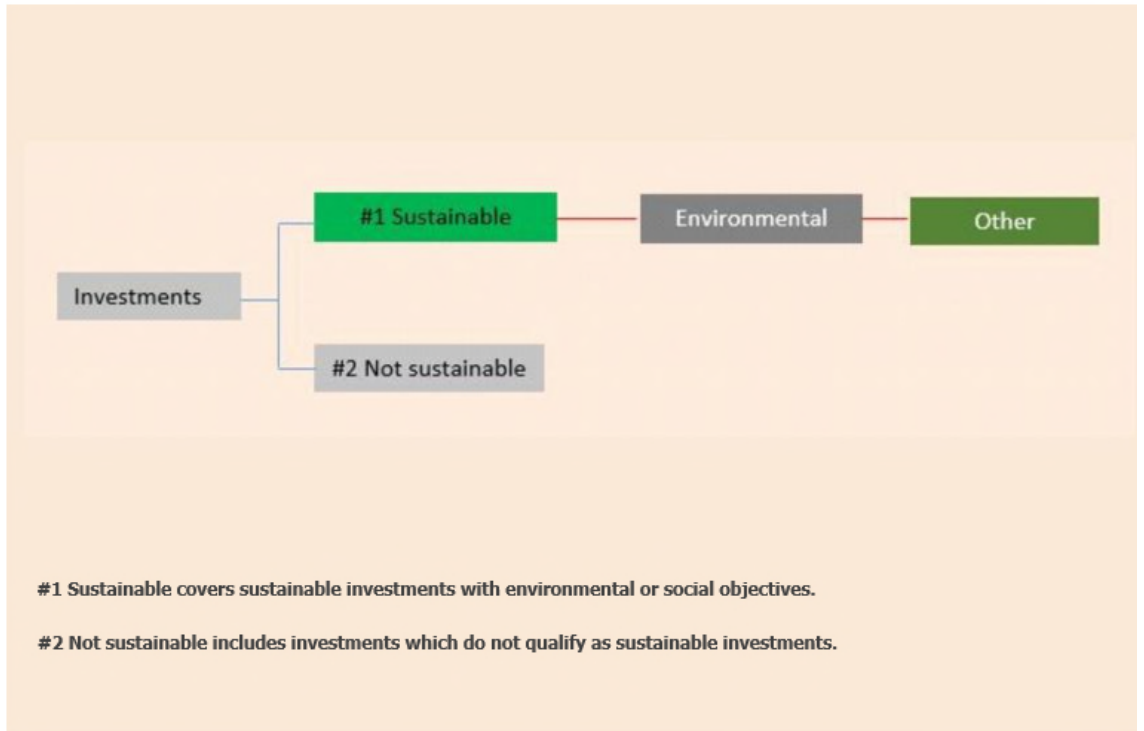 #1 Sustainable
Environmental
Other
Investments
#2 Not sustainable
#1 Sustainable covers sustainable investments with environmental or social objectives.
#2 Not sustainable includes investments which do not qualify as sustainable investments.